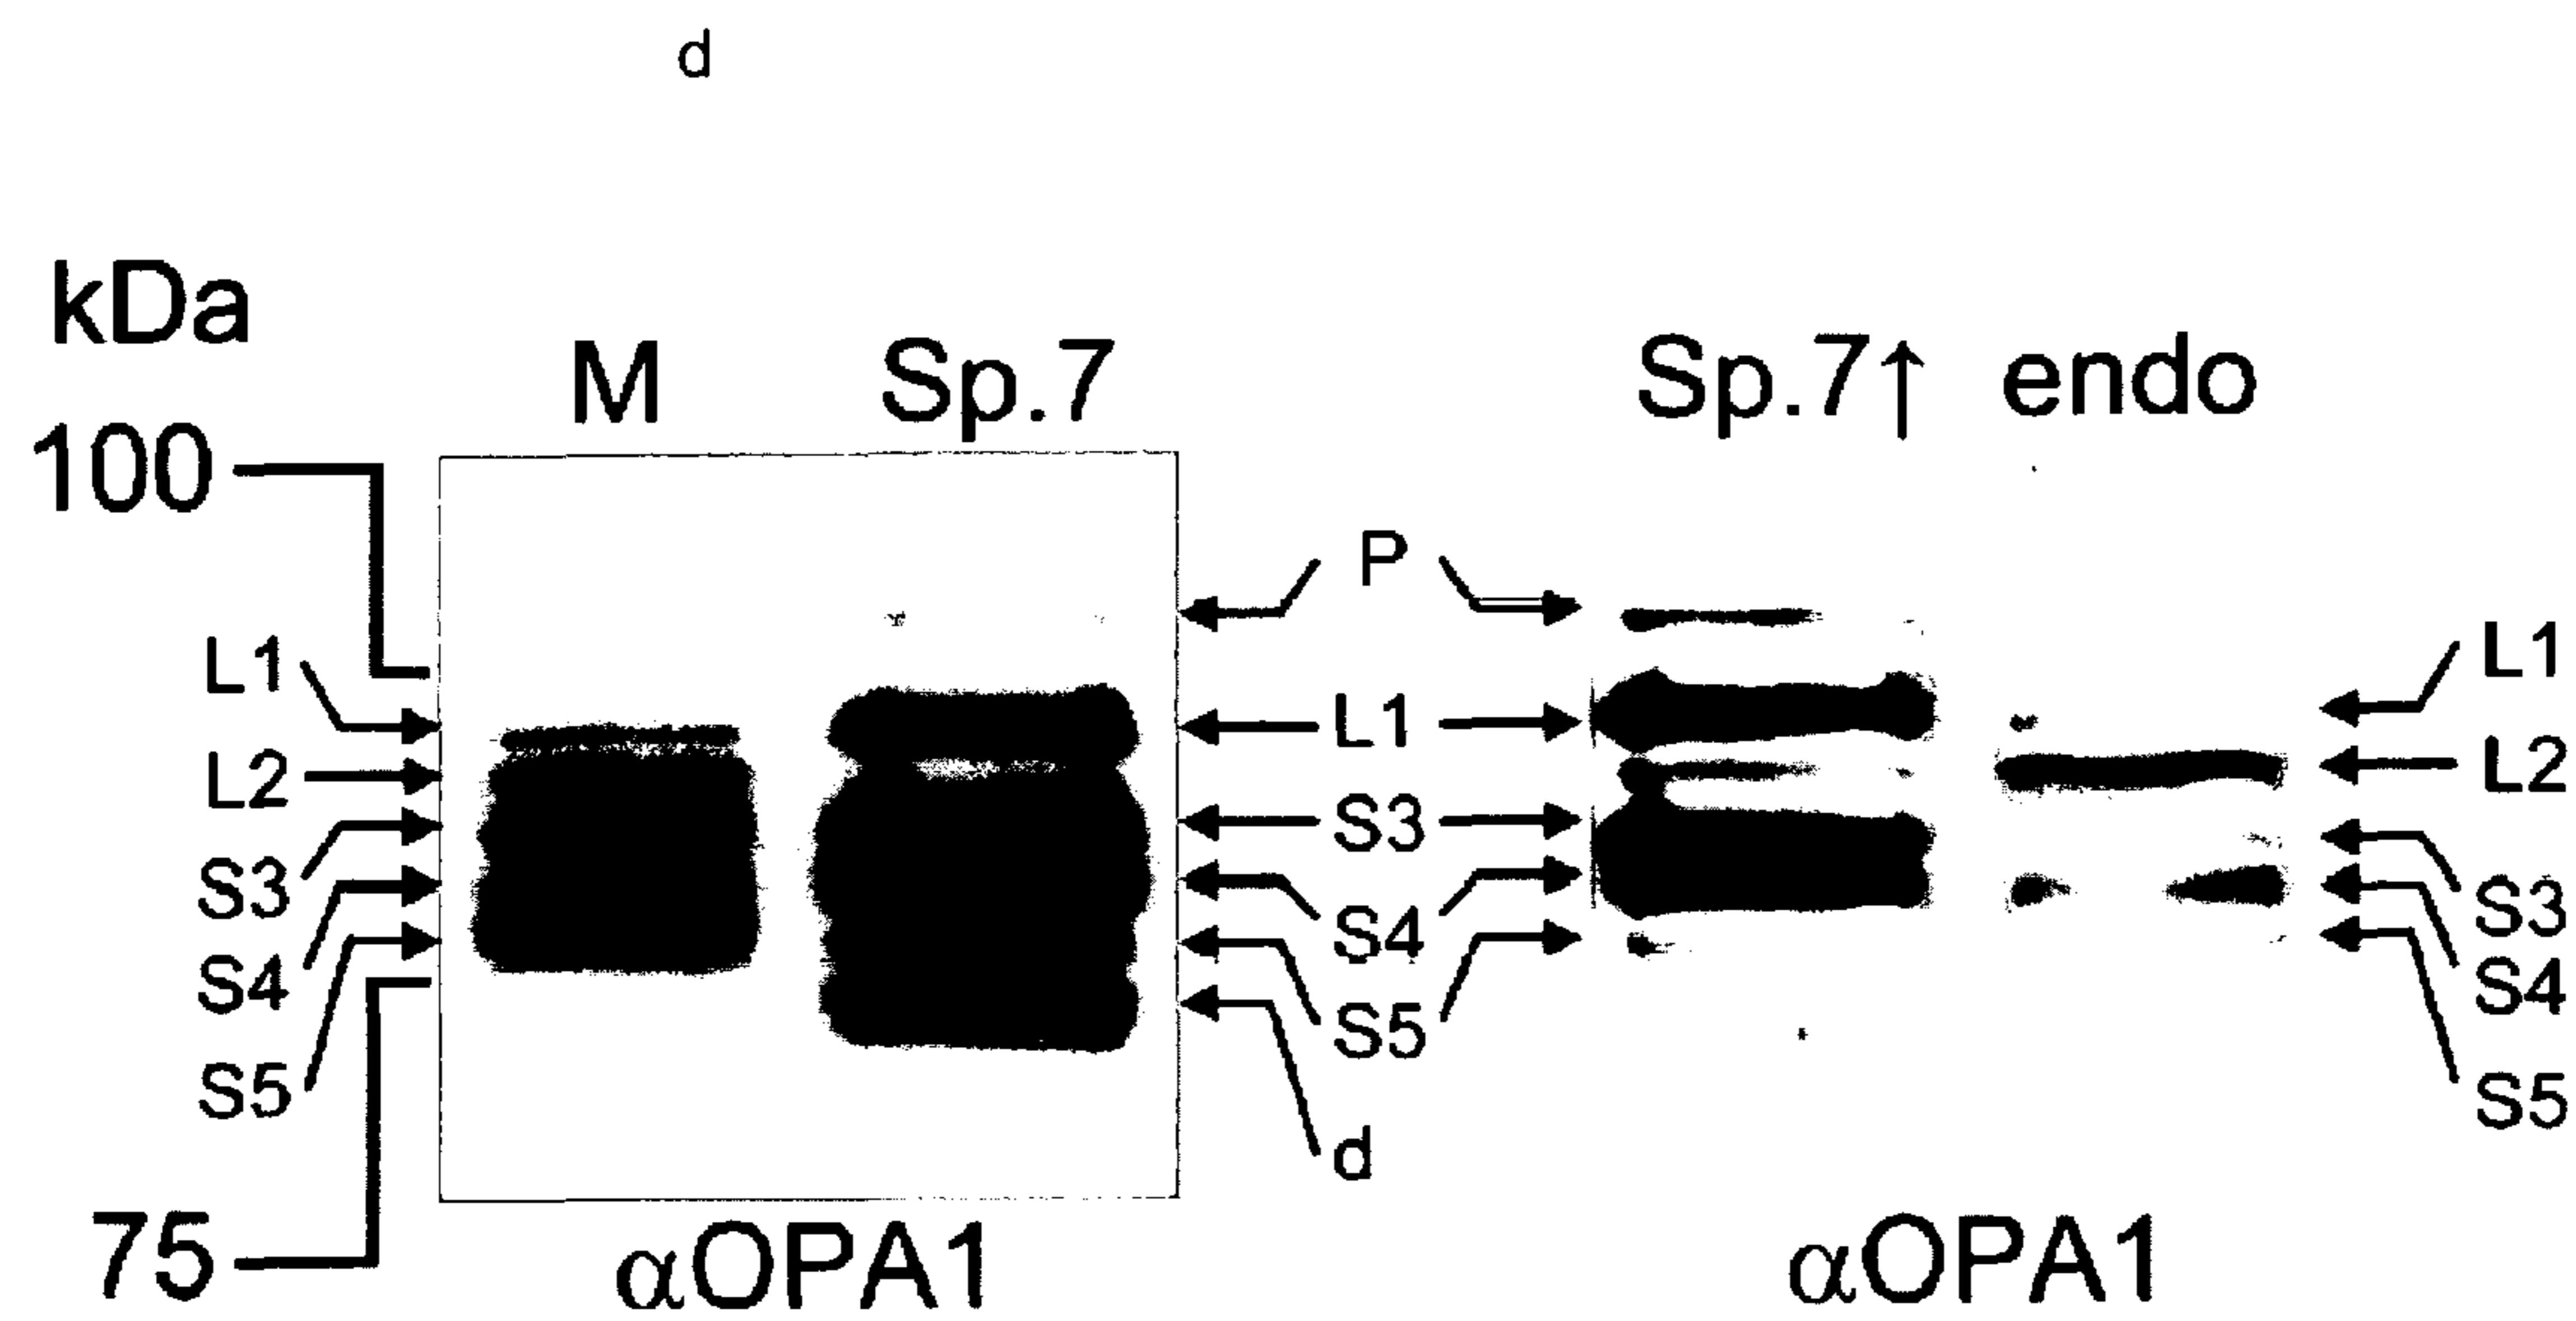 d
kDa
M Sp.7 Sp.7↑ endo
100
P
L1 L1 L1
L2 S3 L2
S3 S4 S3
S4 S5 S4
S5 d S5
75
αOPA1 αOPA1